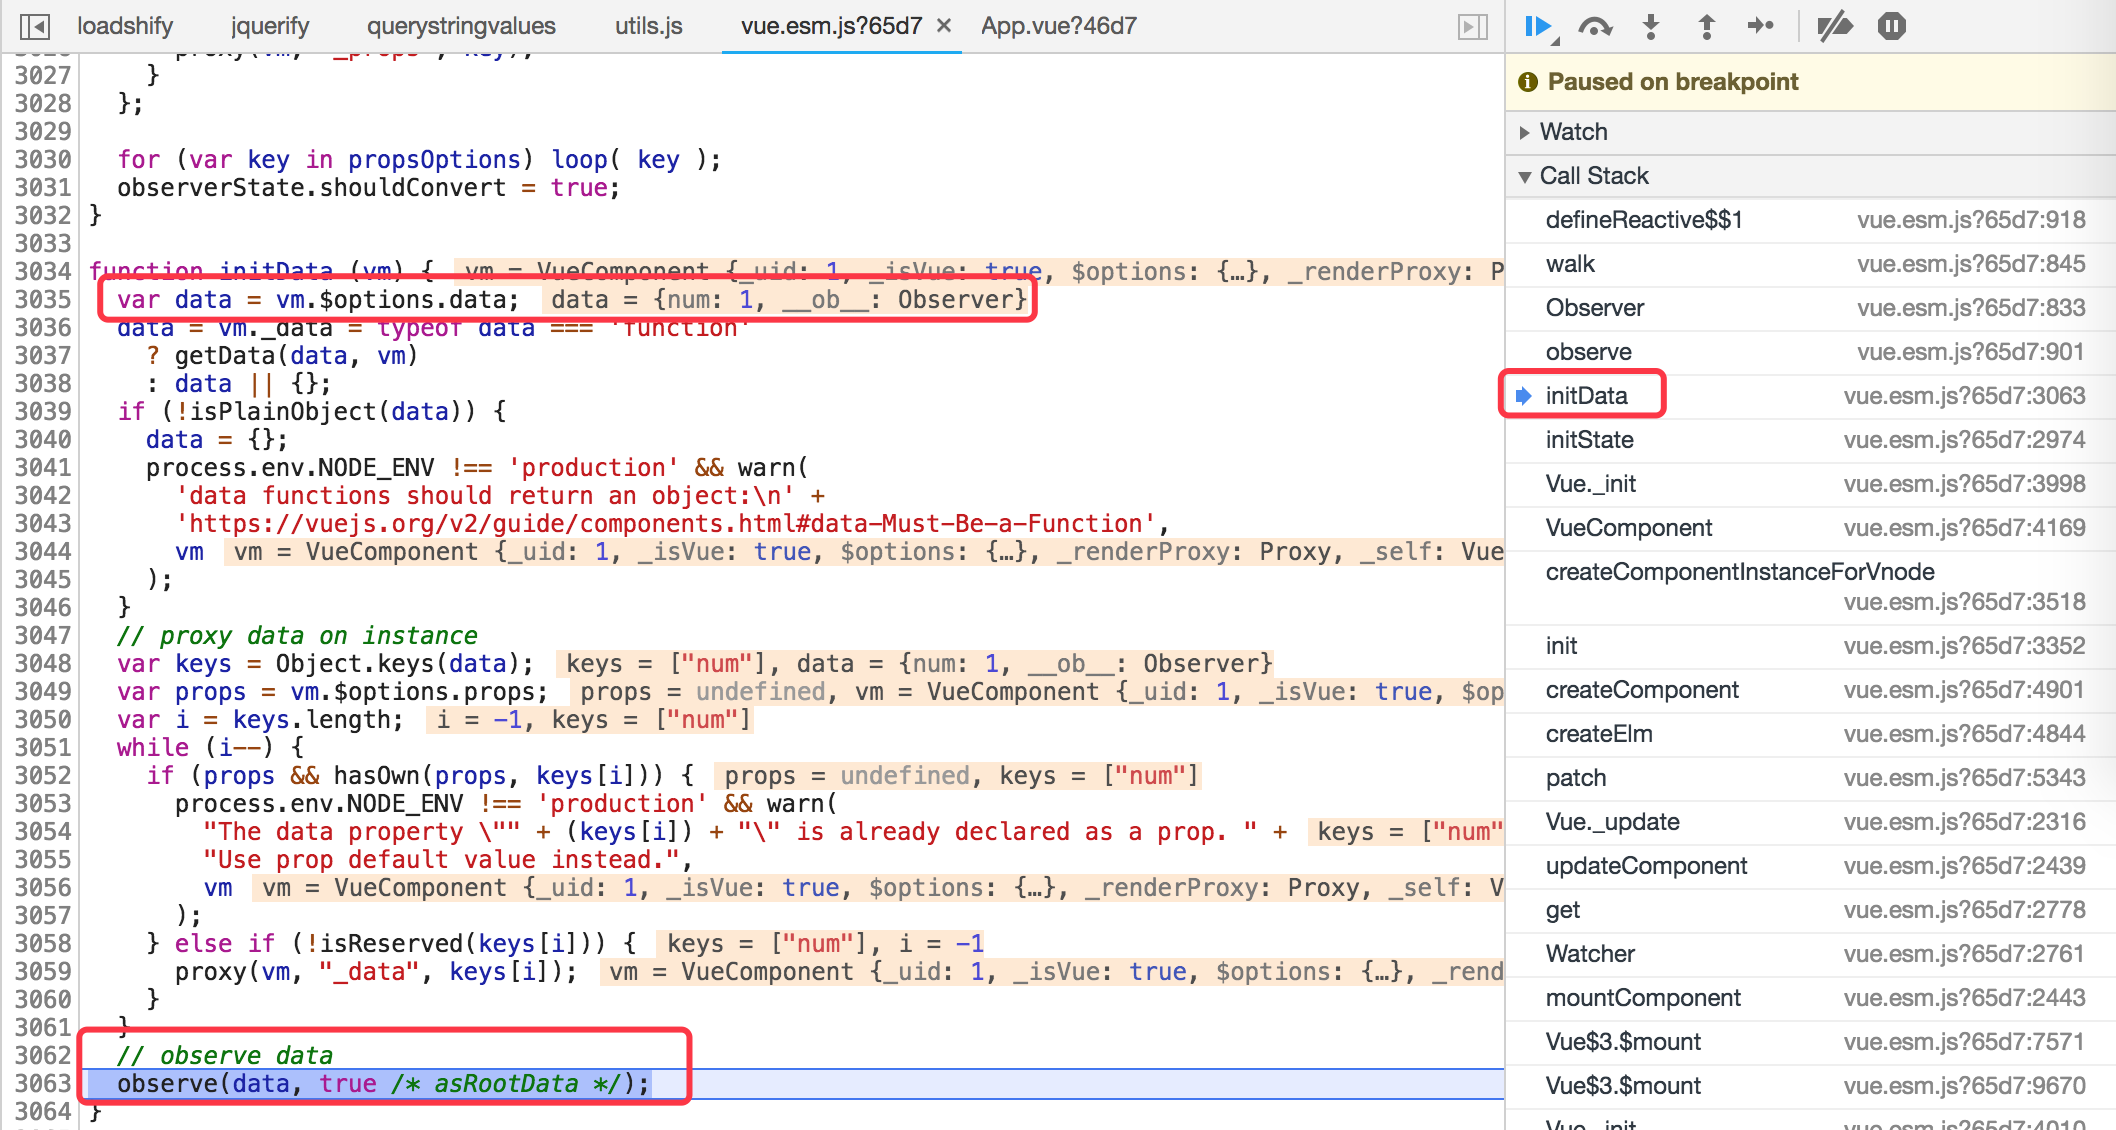 loadshify jquerify querystringvalues utils.js vue.esm.js?65d7 × App.vue?46d7
3027 }
3028 };
3029
3030 for (var key in propsOptions) loop( key );
3031 observerState.shouldConvert = true;
3032 }
3033
3034 function initData (vm) { vm = VueComponent {_uid: 1, _isVue: true, $options: {…}, _renderProxy: P
3035 var data = vm.$options.data; data = {num: 1, __ob__: Observer}
3036 data = vm._data = typeof data === 'function'
3037 ? getData(data, vm)
3038 : data || {};
3039 if (!isPlainObject(data)) {
3040 data = {};
3041 process.env.NODE_ENV !== 'production' && warn(
3042 'data functions should return an object:\n' +
3043 'https://vuejs.org/v2/guide/components.html#data-Must-Be-a-Function',
3044 vm vm = VueComponent {_uid: 1, _isVue: true, $options: {…}, _renderProxy: Proxy, _self: Vue
3045 );
3046 }
3047 // proxy data on instance
3048 var keys = Object.keys(data); keys = ["num"], data = {num: 1, __ob__: Observer}
3049 var props = vm.$options.props; props = undefined, vm = VueComponent {_uid: 1, _isVue: true, $op
3050 var i = keys.length; i = -1, keys = ["num"]
3051 while (i--) {
3052 if (props && hasOwn(props, keys[i])) { props = undefined, keys = ["num"]
3053 process.env.NODE_ENV !== 'production' && warn(
3054 "The data property \"" + (keys[i]) + "\" is already declared as a prop. " + keys = ["num"
3055 "Use prop default value instead.",
3056 vm vm = VueComponent {_uid: 1, _isVue: true, $options: {…}, _renderProxy: Proxy, _self: V
3057 );
3058 } else if (!isReserved(keys[i])) { keys = ["num"], i = -1
3059 proxy(vm, "_data", keys[i]); vm = VueComponent {_uid: 1, _isVue: true, $options: {…}, _rend
3060 }
3061 }
3062 // observe data
3063 observe(data, true /* asRootData */);
3064 }
Paused on breakpoint
Watch
Call Stack
defineReactive$$1 vue.esm.js?65d7:918
walk vue.esm.js?65d7:845
Observer vue.esm.js?65d7:833
observe vue.esm.js?65d7:901
initData vue.esm.js?65d7:3063
initState vue.esm.js?65d7:2974
Vue._init vue.esm.js?65d7:3998
VueComponent vue.esm.js?65d7:4169
createComponentInstanceForVnode
vue.esm.js?65d7:3518
init vue.esm.js?65d7:3352
createComponent vue.esm.js?65d7:4901
createElm vue.esm.js?65d7:4844
patch vue.esm.js?65d7:5343
Vue._update vue.esm.js?65d7:2316
updateComponent vue.esm.js?65d7:2439
get vue.esm.js?65d7:2778
Watcher vue.esm.js?65d7:2761
mountComponent vue.esm.js?65d7:2443
Vue$3.$mount vue.esm.js?65d7:7571
Vue$3.$mount vue.esm.js?65d7:9670
Vue._init vue.esm.js?65d7:4010